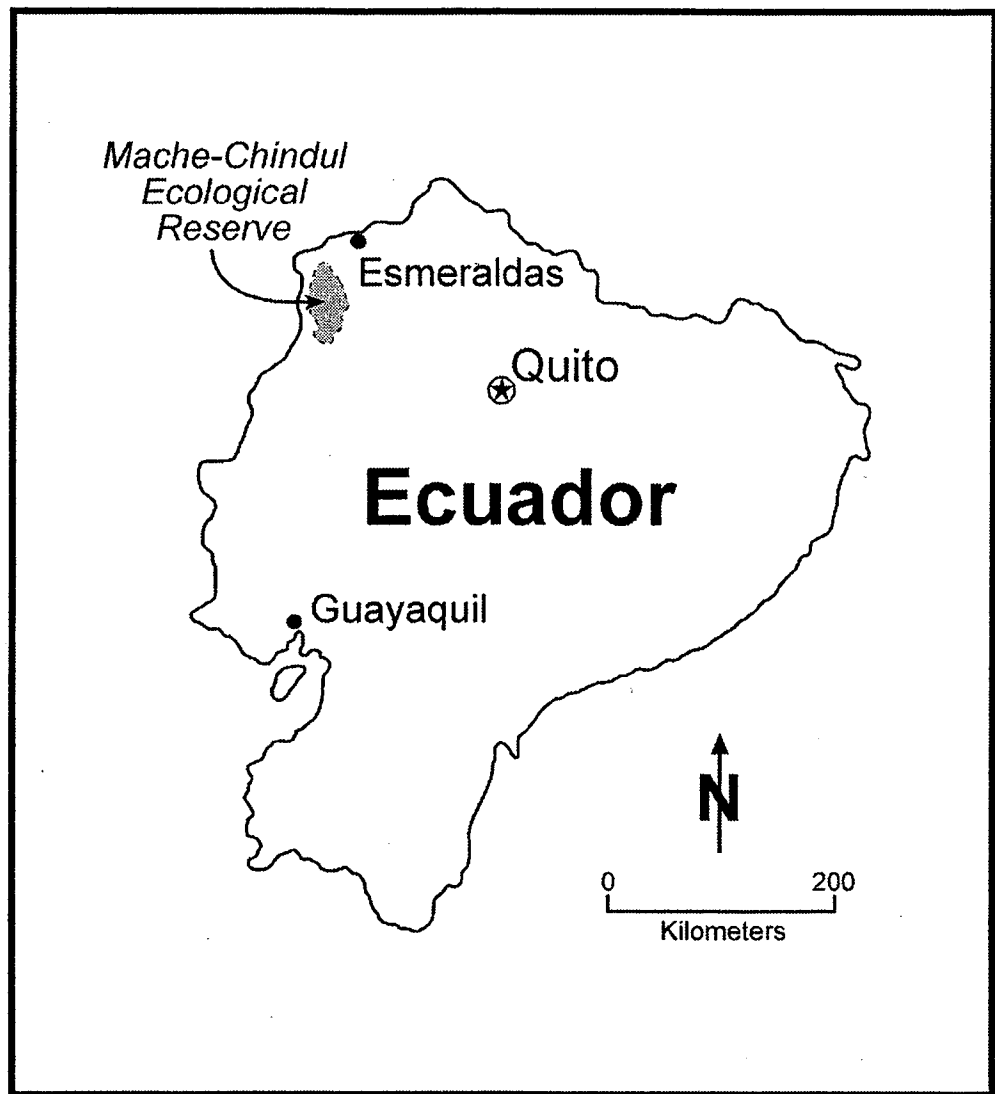 Mache-Chindul
Ecological
Reserve
Esmeraldas
Quito
Ecuador
Guayaquil
N
0 200
Kilometers